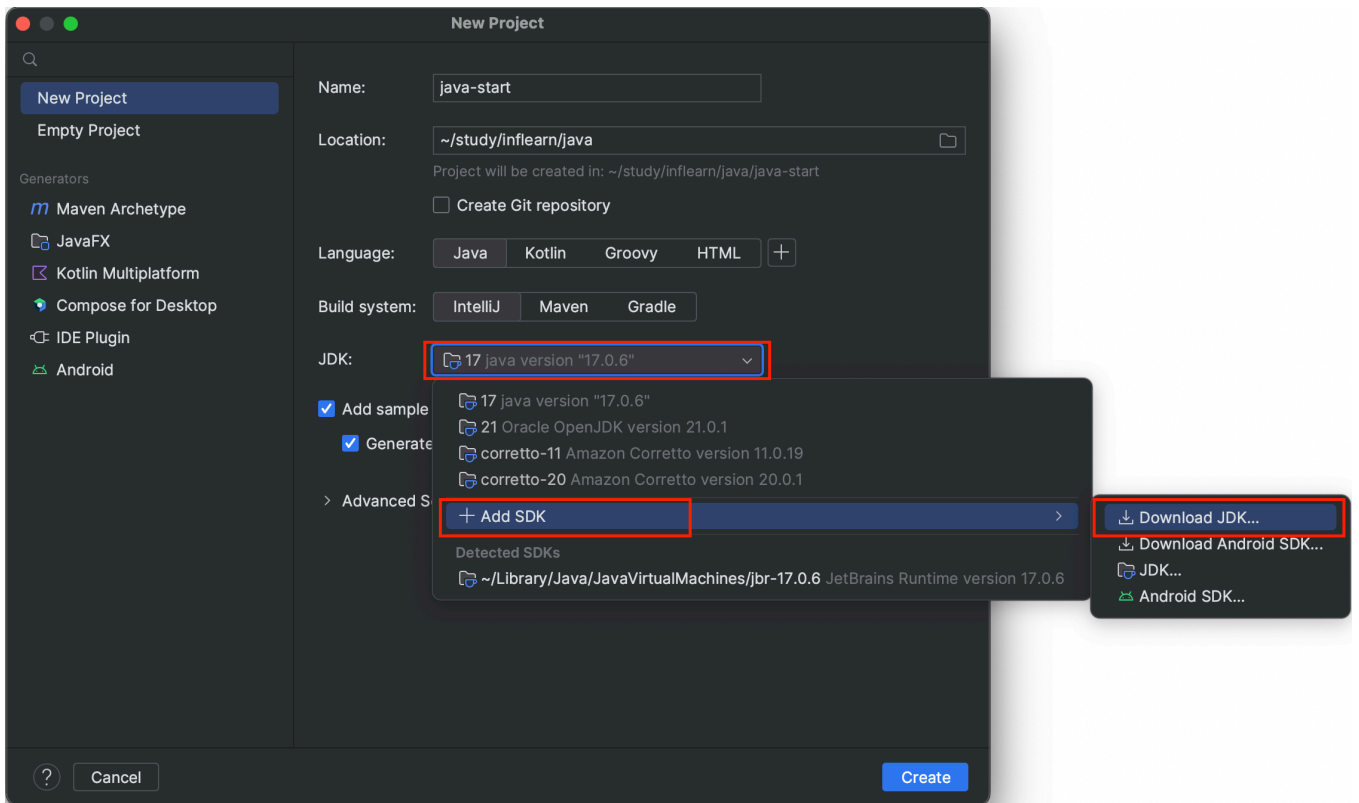 New Project
New Project
Empty Project
Generators
Maven Archetype
JavaFX
Kotlin Multiplatform
Compose for Desktop
IDE Plugin
Android
Name: java-start
Location: ~/study/inflearn/java
Project will be created in: ~/study/inflearn/java/java-start
Create Git repository
Language: Java Kotlin Groovy HTML
Build system: IntelliJ Maven Gradle
JDK: 17 java version "17.0.6"
17 java version "17.0.6"
Add sample
21 Oracle OpenJDK version 21.0.1
Generate
corretto-11 Amazon Corretto version 11.0.19
corretto-20 Amazon Corretto version 20.0.1
Advanced S
+ Add SDK
Download JDK...
Download Android SDK...
JDK...
Android SDK...
Detected SDKs
~/Library/Java/JavaVirtualMachines/jbr-17.0.6 JetBrains Runtime version 17.0.6
? Cancel Create